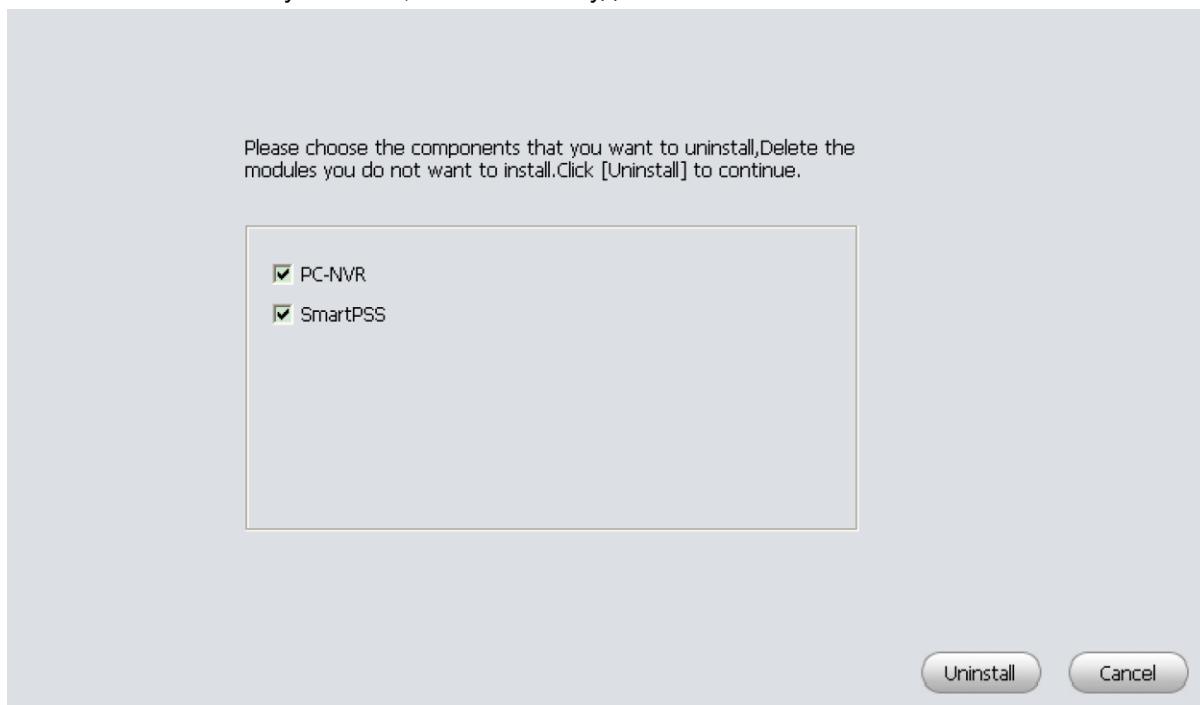 Please choose the components that you want to uninstall,Delete the
modules you do not want to install.Click [Uninstall] to continue.
PC-NVR
SmartPSS
Uninstall Cancel